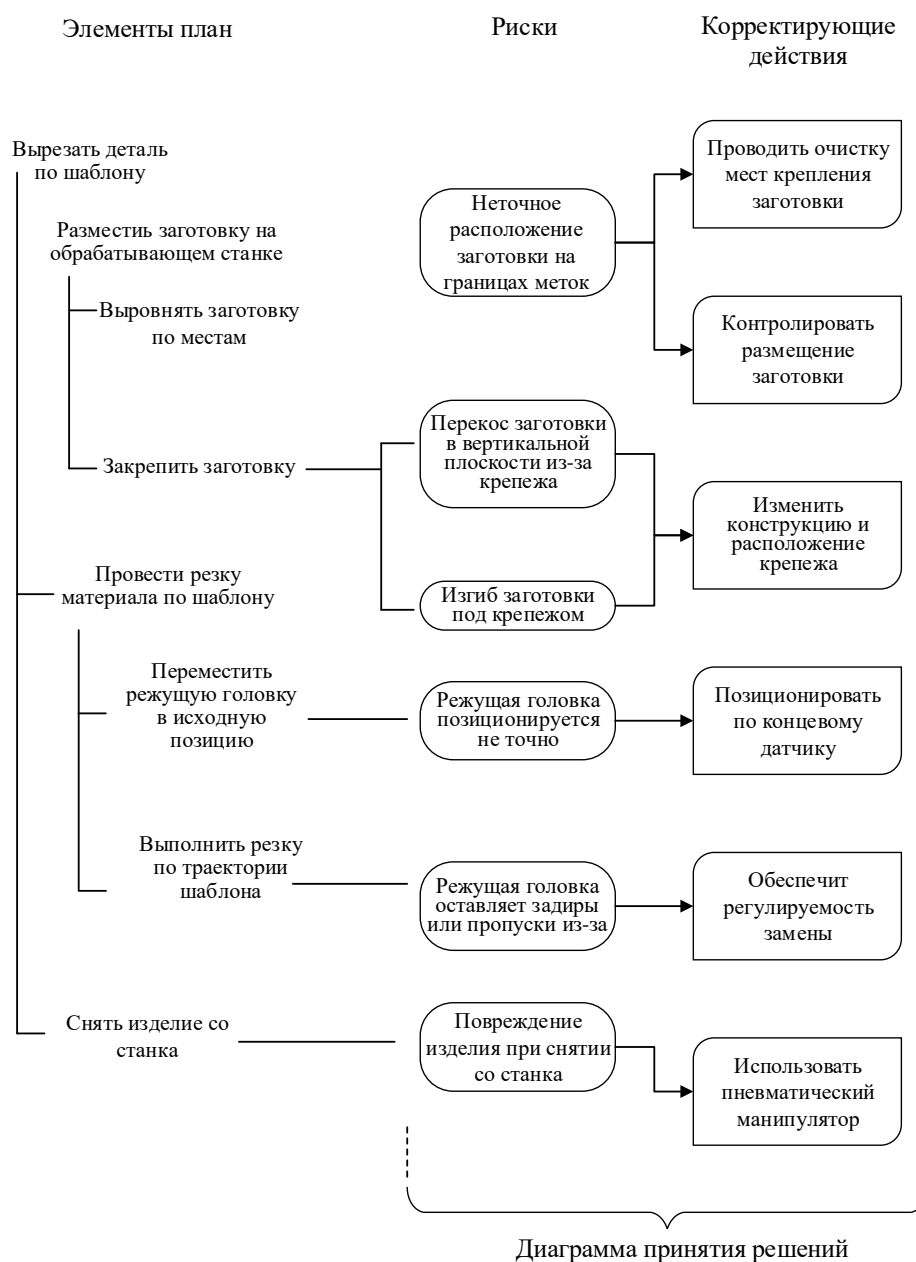 Элементы план
Риски
Корректирующие
действия
Вырезать деталь
по шаблону
Разместиь заготовку на
обрабатывающем станке
Выровнять заготовку
по местам
Неточное
расположение
заготовки на
границах меток
Проводить очистку
мест крепления
заготовки
Контролировать
размещение
заготовки
Закрепить заготовку
Перекос заготовки
в вертикальной
плоскости из-за
крепежа
Изгиб заготовки
под крепежом
Изменить
конструкцию и
расположение
крепежа
Провести резку
материала по шаблону
Переместить
режущую головку
в исходную
позицию
Режущая головка
позиционируется
не точно
Позиционировать
по концевому
датчику
Выполнить резку
по траектории
шаблона
Режущая головка
оставляет задиры
или пропуски из-за
Обеспечит
регулируемость
замены
Снять изделие со
станка
Повреждение
изделия при снятии
со станка
Использовать
пневматический
манипулятор
Диаграмма принятия решений